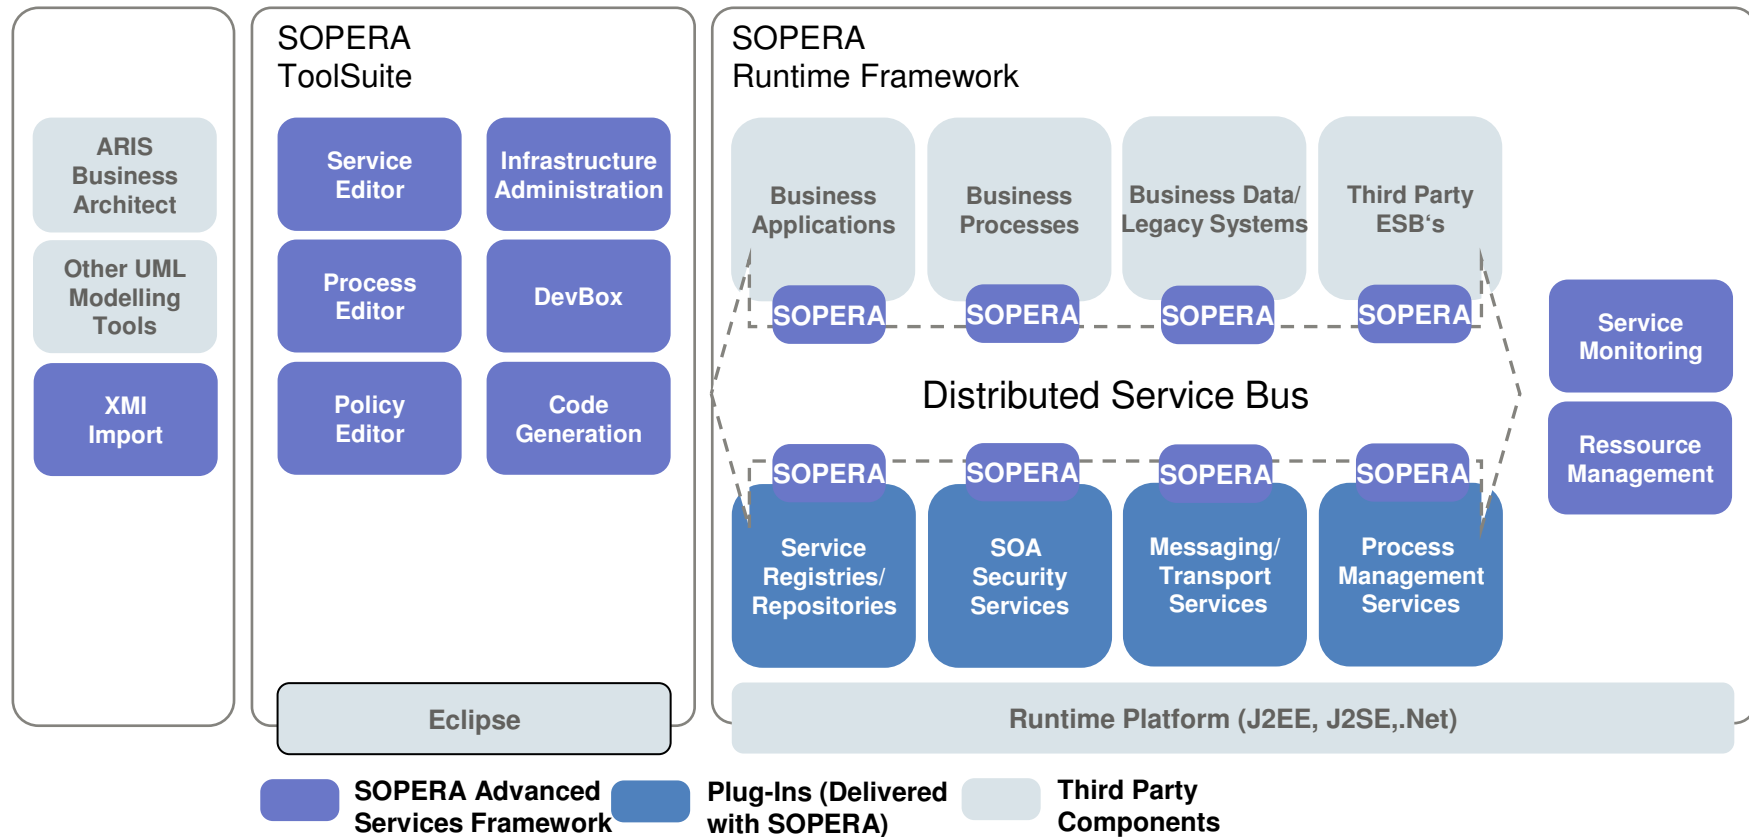 SOPERA
ToolSuite
SOPERA
Runtime Framework
ARIS
Business
Architect
Other UML
Modelling
Tools
XMI
Import
Service
Editor
Infrastructure
Administration
Process
Editor
DevBox
Policy
Editor
Code
Generation
Eclipse
Business
Applications
Business
Processes
Business Data/
Legacy Systems
Third Party
ESB‘s
SOPERA
SOPERA
SOPERA
SOPERA
Distributed Service Bus
SOPERA
SOPERA
SOPERA
SOPERA
Service
Registries/
Repositories
SOA
Security
Services
Messaging/
Transport
Services
Process
Management
Services
Service
Monitoring
Ressource
Management
Runtime Platform (J2EE, J2SE,.Net)
SOPERA Advanced
Services Framework
Plug-Ins (Delivered
with SOPERA)
Third Party
Components